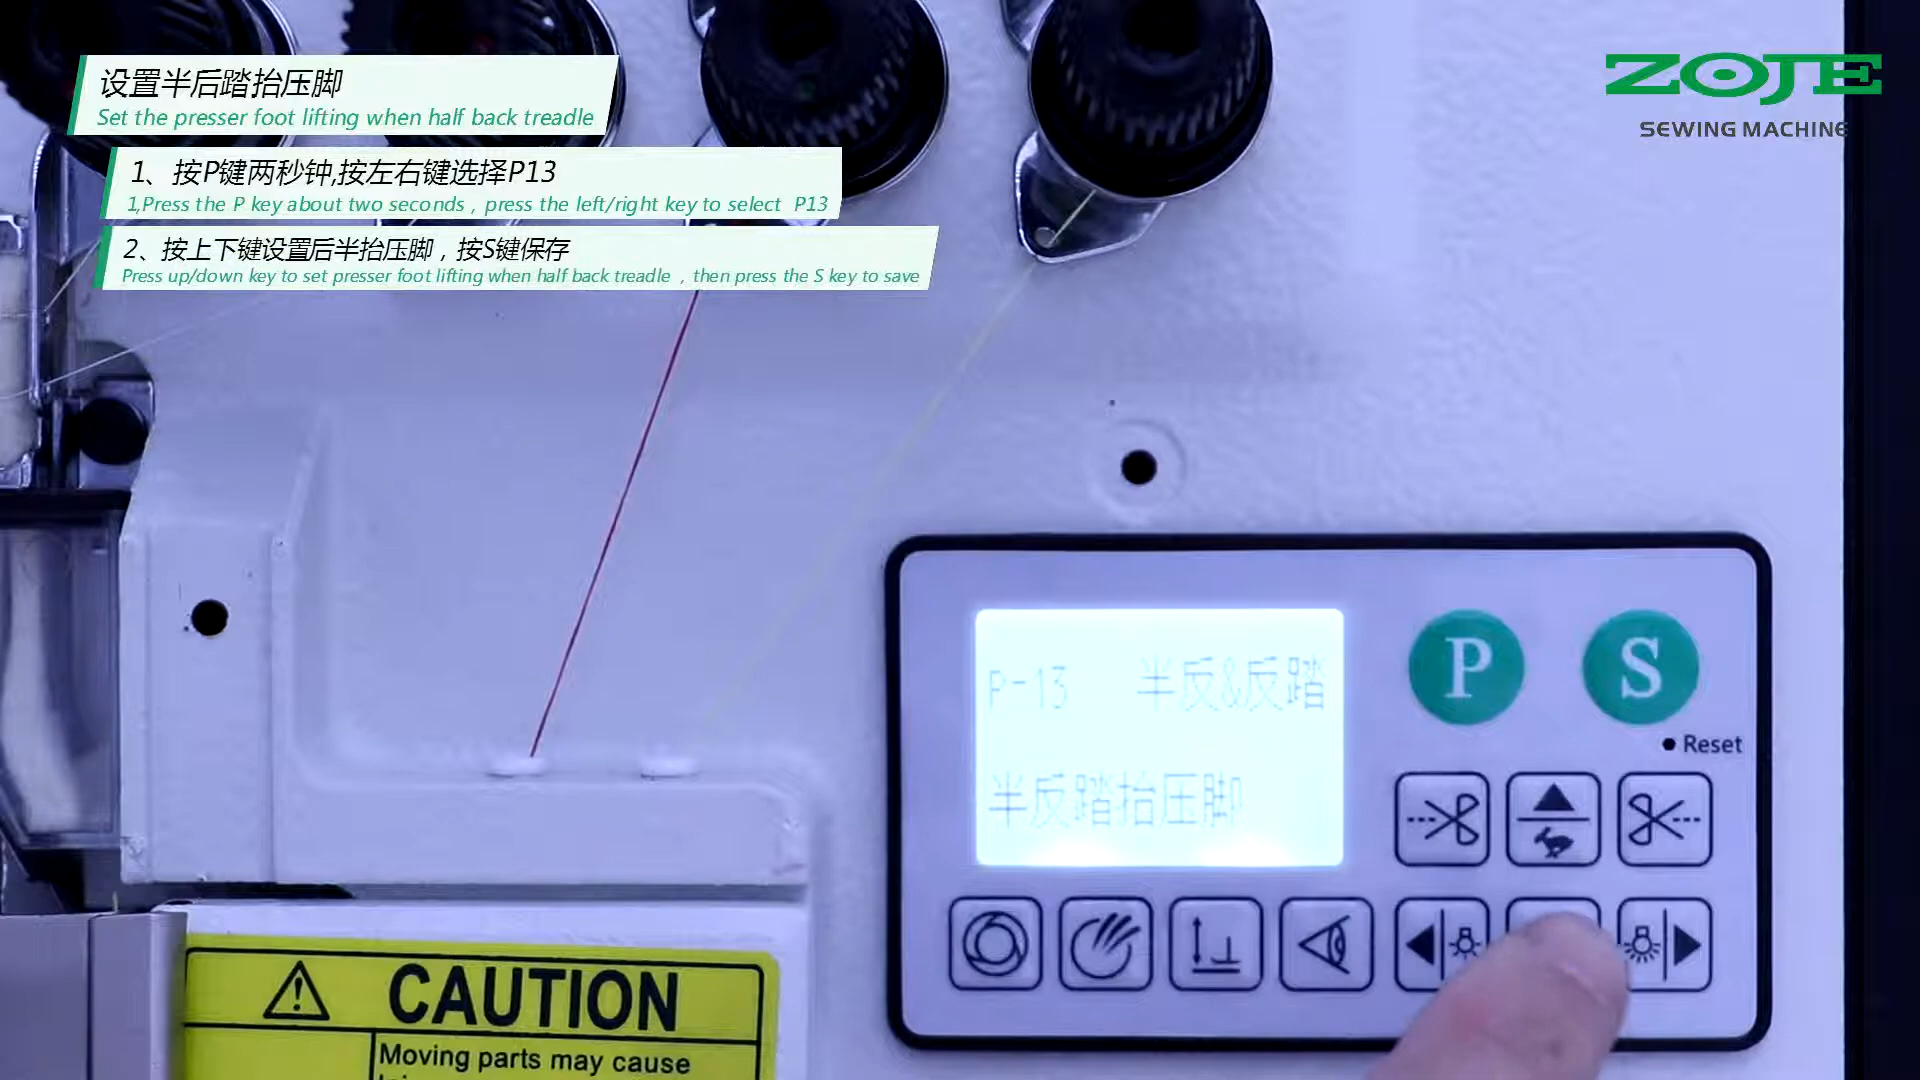 设置半后踏抬压脚
Set the presser foot lifting when half back treadle
1、按P键两秒钟,按左右键选择P13
1,Press the P key about two seconds , press the left/right key to select P13
2、按上下键设置后半抬压脚，按S键保存
Press up/down key to set presser foot lifting when half back treadle , then press the S key to save
ZOJE
SEWING MACHINE
P-13 半反&反踏
半反踏抬压脚
P S
Reset
CAUTION
Moving parts may cause